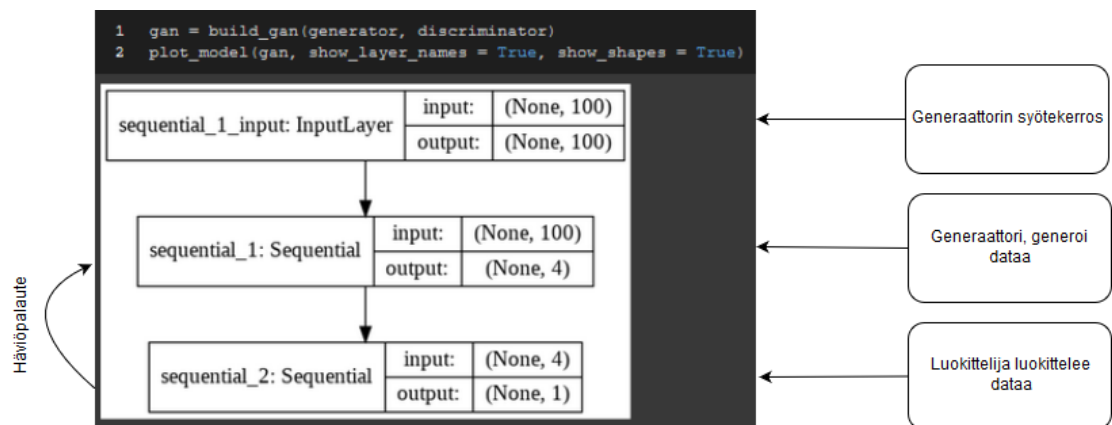 1 gan = build_gan(generator, discriminator)
2 plot_model(gan, show_layer_names = True, show_shapes = True)
sequential_1_input: InputLayer
input: (None, 100)
output: (None, 100)
Generaattorin syötekerros
sequential_1: Sequential
input: (None, 100)
output: (None, 4)
Generaattori, generoi
dataa
Häviöpalaute
sequential_2: Sequential
input: (None, 4)
output: (None, 1)
Luokittelija luokittelee
dataa